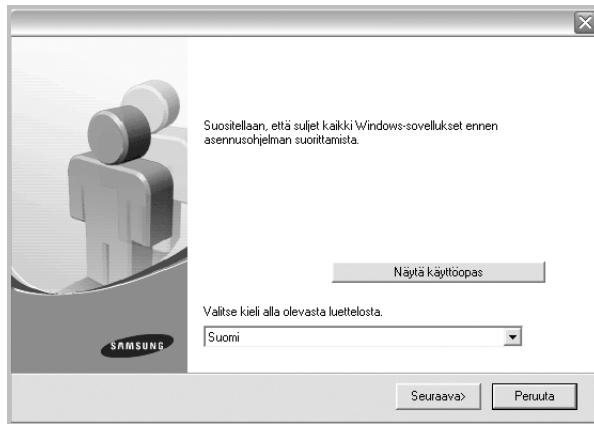 Suositellaan, että suljet kaikki Windows-sovellukset ennen
asennusohjelman suorittamista.
Näytä käyttöopas
Valitse kieli alla olevasta luettelosta.
Suomi
SAMSUNG
Seuraava>
Peruuta